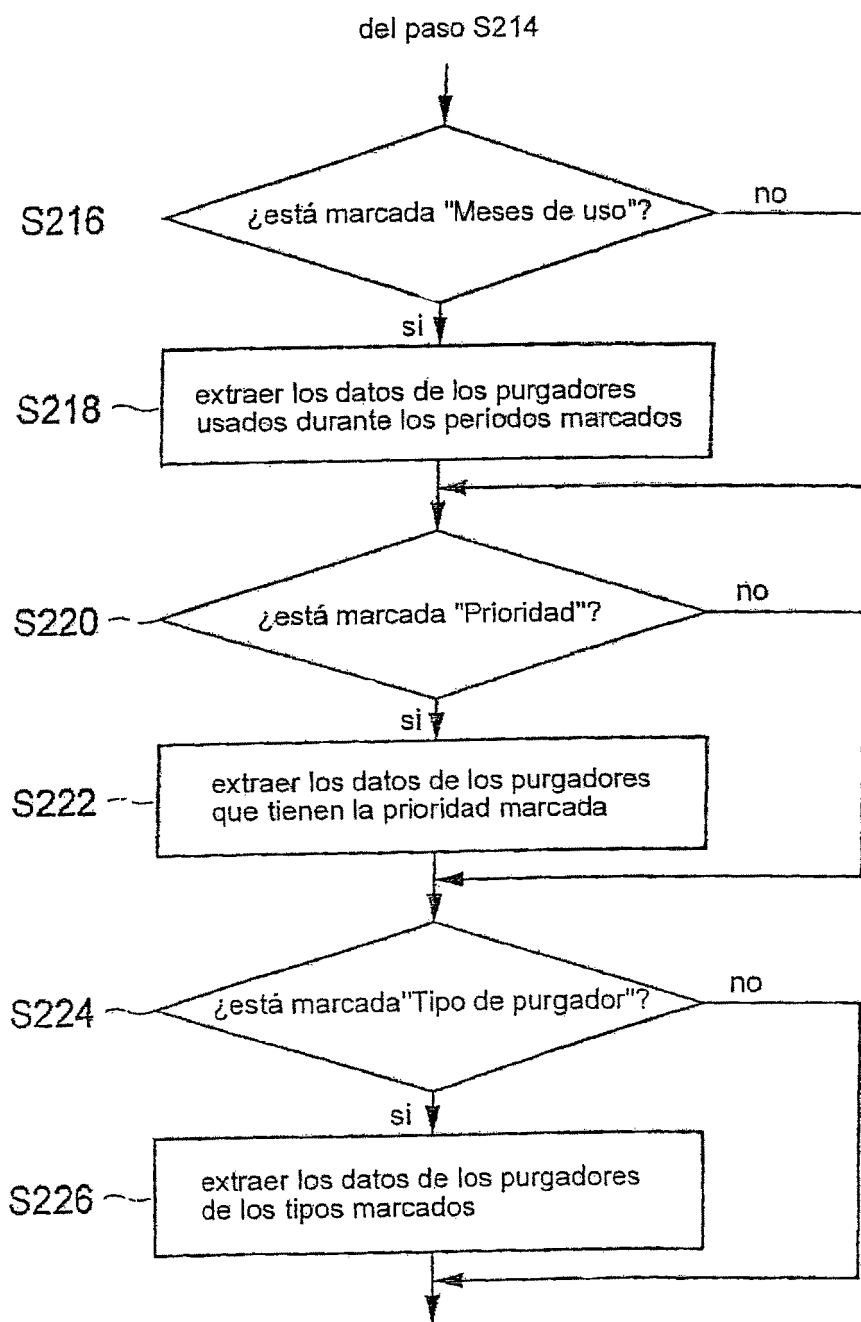 del paso S214
S216
¿está marcada "Meses de uso"?
no
si
S218
extraer los datos de los purgadores
usados durante los periodos marcados
S220
¿está marcada "Prioridad"?
no
si
S222
extraer los datos de los purgadores
que tienen la prioridad marcada
S224
¿está marcada"Tipo de purgador"?
no
si
S226
extraer los datos de los purgadores
de los tipos marcados